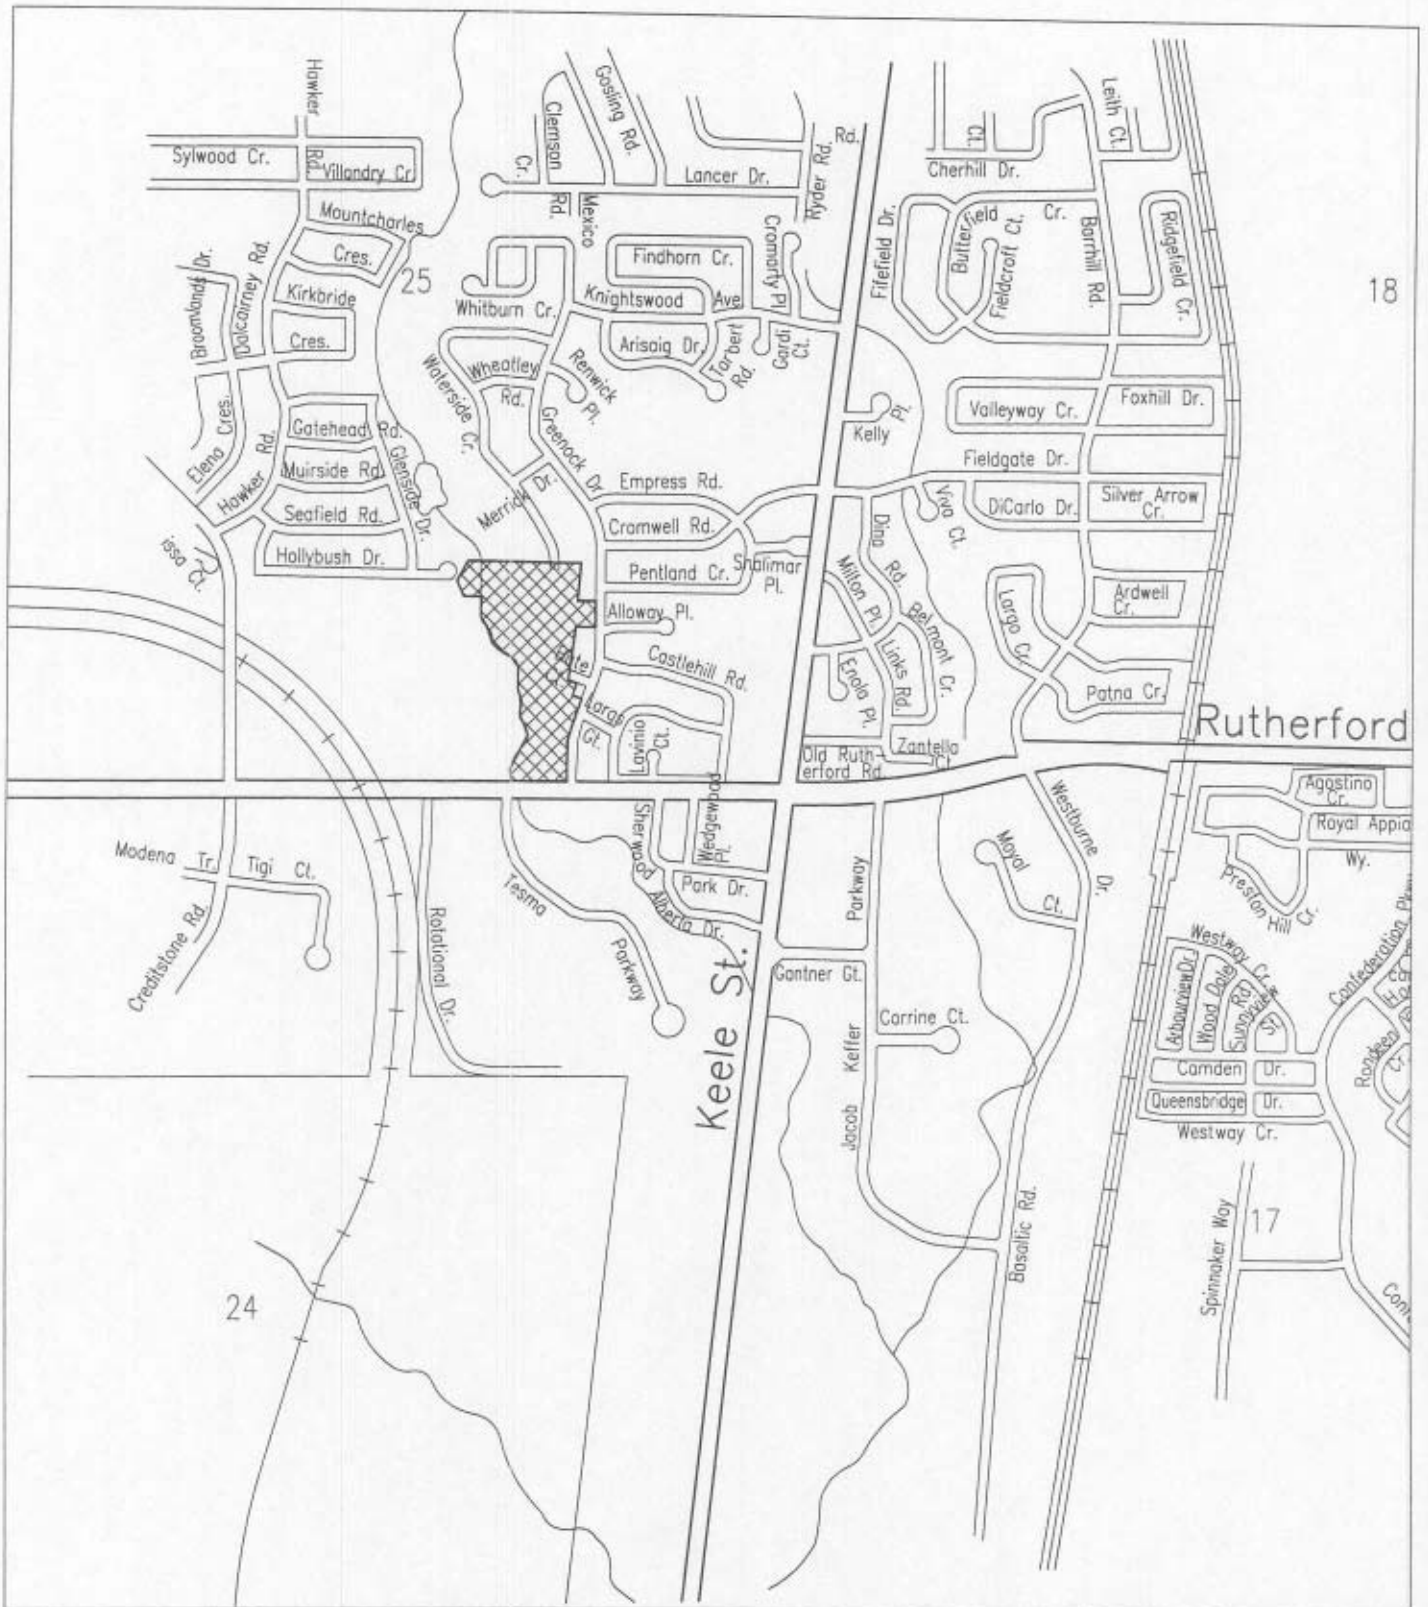 Hawker
Rd.
Sylwood Cr.
Villandry Cr.
Mountcharles
Cres.
25
Broomlands Dr.
Dalcarney Rd.
Kirkbride
Cres.
Elena Cres.
Hawker Rd.
Gatehead Rd.
Muirside Rd.
Seafield Rd.
Hollybush Dr.
Glenside Dr.
issa Ct.
Clemson
Cr.
Rd.
Mexico
Gosling Rd.
Lancer Dr.
Ryder Rd.
Rd.
Cromarty Pl.
Findhorn Cr.
Knightswood
Ave
Whitburn Cr.
Arisaig Dr.
Tarbert
Rd.
Gardi
Ct.
Waterside Cr.
Wheatley
Rd.
Renwick
Pl.
Greenock Dr.
Merrick Dr.
Empress Rd.
Cromwell Rd.
Pentland Cr.
Shalimar
Pl.
Alloway Pl.
Castlehill Rd.
Largo
Gt.
Lavinia
Ct.
Fifefield Dr.
Cherhill Dr.
Ct.
Leith Ct.
Butterfield
Cr.
Fieldcroft Ct.
Barrhill Rd.
Ridgefield Cr.
18
Kelly
Pl.
Valleyway Cr.
Foxhill Dr.
Fieldgate Dr.
Viva Ct.
DiCarlo Dr.
Silver Arrow
Cr.
Dina
Rd.
Milton Pl.
Belmont Cr.
Links Rd.
Enola Pl.
Largo Cr.
Ardwell
Cr.
Patna Cr.
Rutherford
Old Ruth-
erford Rd.
Zantella
Ct.
Modena Tr.
Tigi Ct.
Creditstone Rd.
Rotational Dr.
Tesma
Parkway
Sherwood
Wedgewood
Pl.
Park Dr.
Alberta Dr.
Keele St.
Parkway
Gantner Gt.
Jacob Keffer
Carrine Ct.
Moyal
Ct.
Westburne
Dr.
Basaltic Rd.
Agostino
Cr.
Royal Appia
Wy.
Preston Hill Cr.
Confederation Pkwy
Westway Cr.
Arbourview Dr.
Wood Dale
Rd.
Sunnyview
St
Camden Dr.
Queensbridge Dr.
Westway Cr.
Rondeen
Cr.
Spinnaker Way
17
24